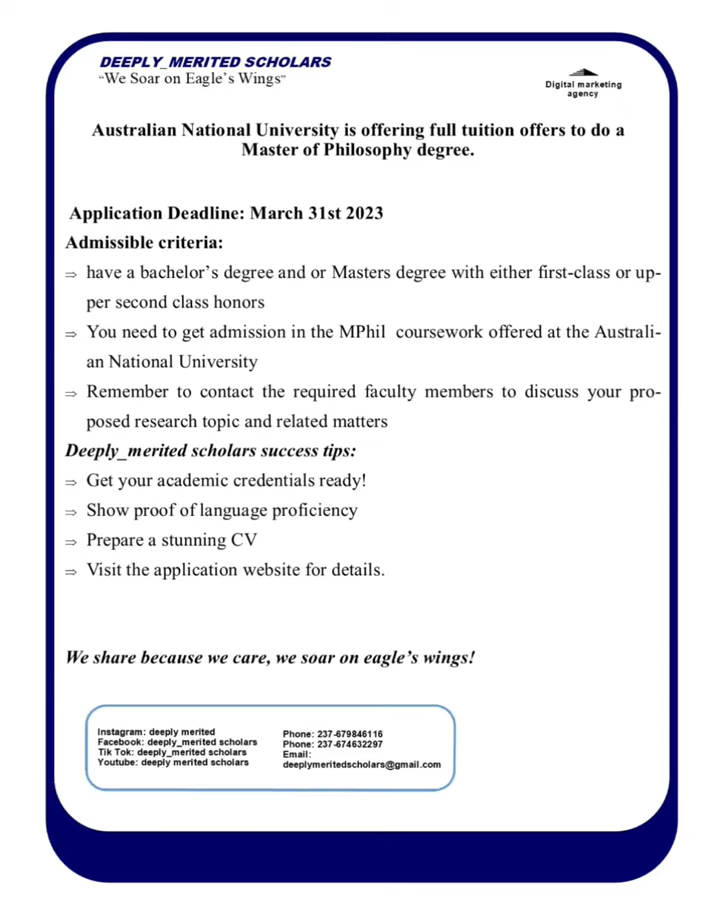 DEEPLY_MERITED SCHOLARS
“We Soar on Eagle’s Wings”
Digital marketing
agency
Australian National University is offering full tuition offers to do a
Master of Philosophy degree.
Application Deadline: March 31st 2023
Admissible criteria:
⇒ have a bachelor’s degree and or Masters degree with either first-class or up-
per second class honors
⇒ You need to get admission in the MPhil coursework offered at the Australi-
an National University
⇒ Remember to contact the required faculty members to discuss your pro-
posed research topic and related matters
Deeply_merited scholars success tips:
⇒ Get your academic credentials ready!
⇒ Show proof of language proficiency
⇒ Prepare a stunning CV
⇒ Visit the application website for details.
We share because we care, we soar on eagle’s wings!
Instagram: deeply merited
Facebook: deeply_merited scholars
Tik Tok: deeply_merited scholars
Youtube: deeply merited scholars
Phone: 237-679846116
Phone: 237-674632297
Email:
deeplymeritedscholars@gmail.com